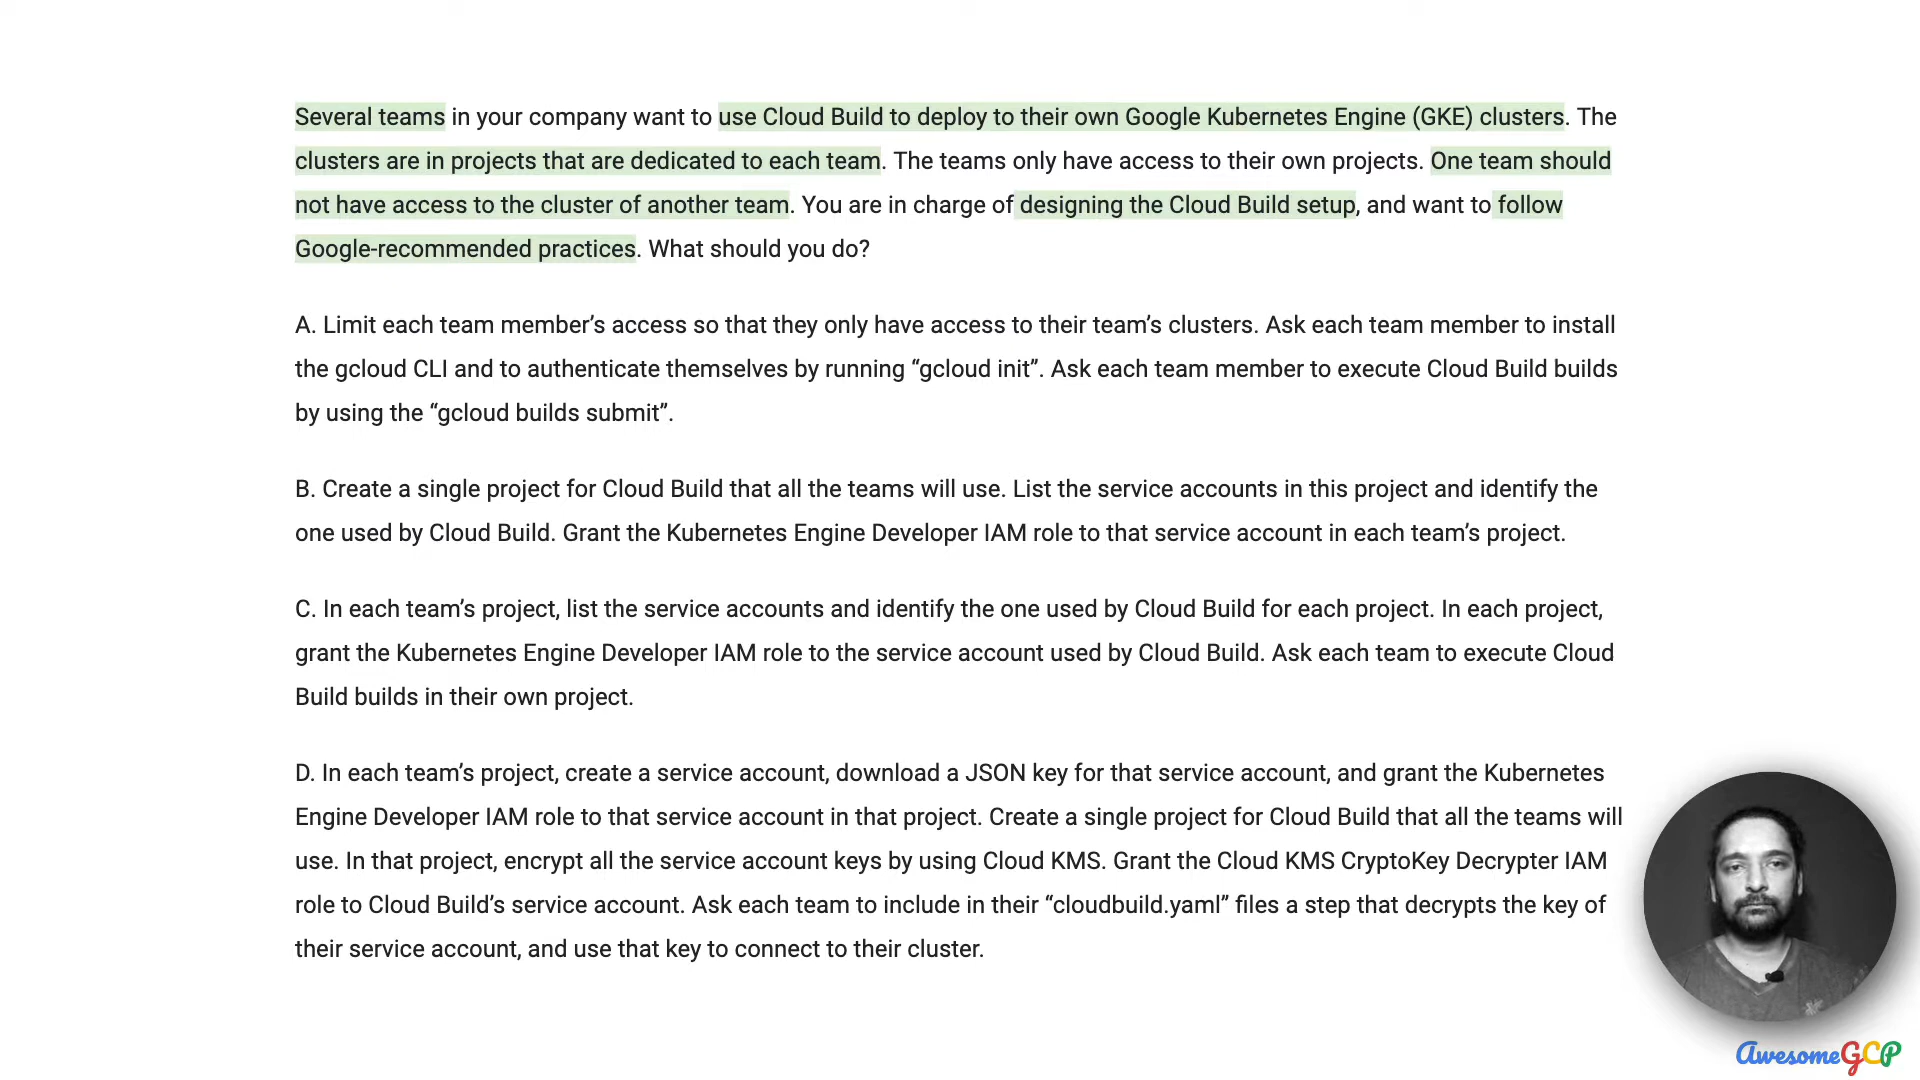 Several teams in your company want to use Cloud Build to deploy to their own Google Kubernetes Engine (GKE) clusters. The
clusters are in projects that are dedicated to each team. The teams only have access to their own projects. One team should
not have access to the cluster of another team. You are in charge of designing the Cloud Build setup, and want to follow
Google-recommended practices. What should you do?
A. Limit each team member’s access so that they only have access to their team’s clusters. Ask each team member to install
the gcloud CLI and to authenticate themselves by running “gcloud init”. Ask each team member to execute Cloud Build builds
by using the “gcloud builds submit”.
B. Create a single project for Cloud Build that all the teams will use. List the service accounts in this project and identify the
one used by Cloud Build. Grant the Kubernetes Engine Developer IAM role to that service account in each team’s project.
C. In each team’s project, list the service accounts and identify the one used by Cloud Build for each project. In each project,
grant the Kubernetes Engine Developer IAM role to the service account used by Cloud Build. Ask each team to execute Cloud
Build builds in their own project.
D. In each team’s project, create a service account, download a JSON key for that service account, and grant the Kubernetes
Engine Developer IAM role to that service account in that project. Create a single project for Cloud Build that all the teams will
use. In that project, encrypt all the service account keys by using Cloud KMS. Grant the Cloud KMS CryptoKey Decrypter IAM
role to Cloud Build’s service account. Ask each team to include in their “cloudbuild.yaml” files a step that decrypts the key of
their service account, and use that key to connect to their cluster.
AwesomeGCP